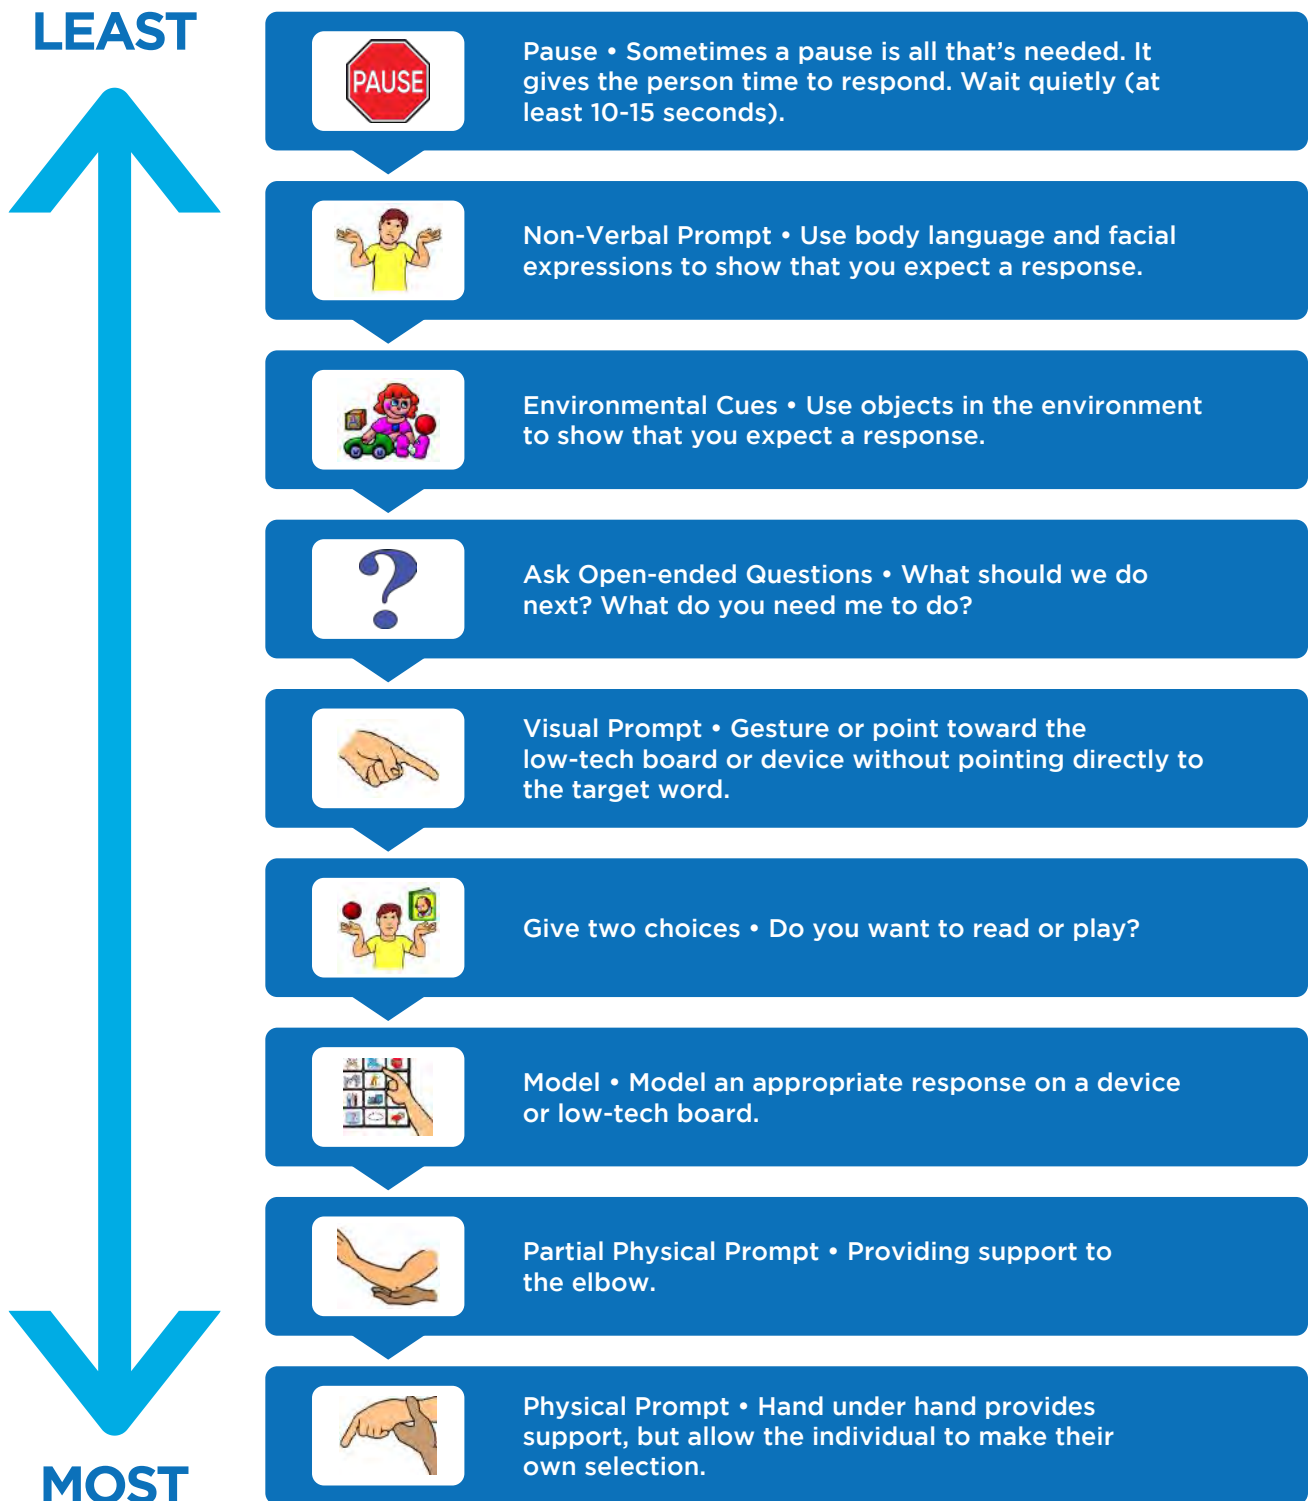 LEAST
PAUSE
Pause • Sometimes a pause is all that’s needed. It
gives the person time to respond. Wait quietly (at
least 10-15 seconds).
Non-Verbal Prompt • Use body language and facial
expressions to show that you expect a response.
Environmental Cues • Use objects in the environment
to show that you expect a response.
?
Ask Open-ended Questions • What should we do
next? What do you need me to do?
Visual Prompt • Gesture or point toward the
low-tech board or device without pointing directly to
the target word.
Give two choices • Do you want to read or play?
Model • Model an appropriate response on a device
or low-tech board.
Partial Physical Prompt • Providing support to
the elbow.
Physical Prompt • Hand under hand provides
support, but allow the individual to make their
own selection.
MOST